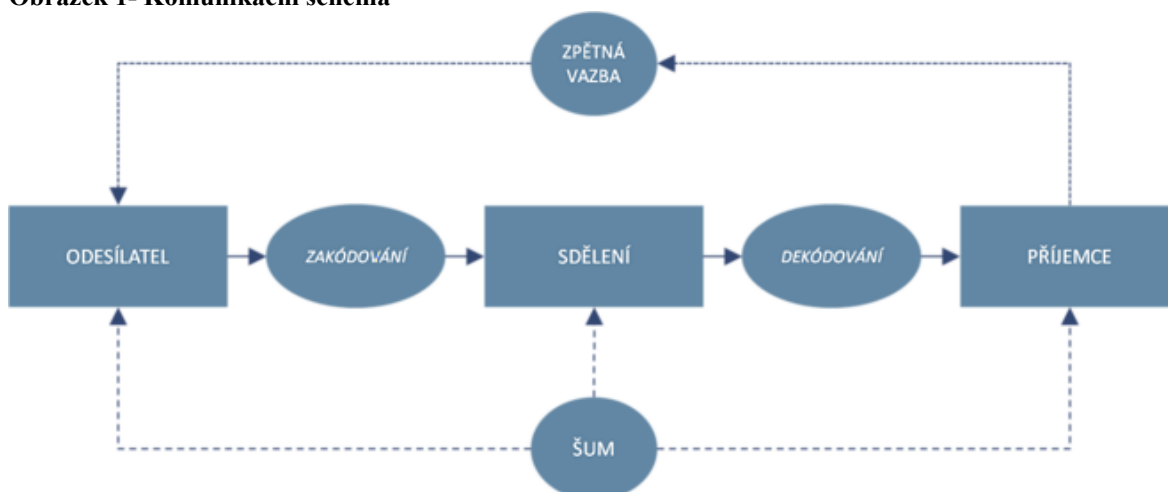 Obrázek 1- Komunikační schéma
ZPĚTNÁ
VAZBA
ODESÍLATEL
ZAKÓDOVÁNÍ
SDĚLENÍ
DEKÓDOVÁNÍ
PŘÍJEMCE
ŠUM